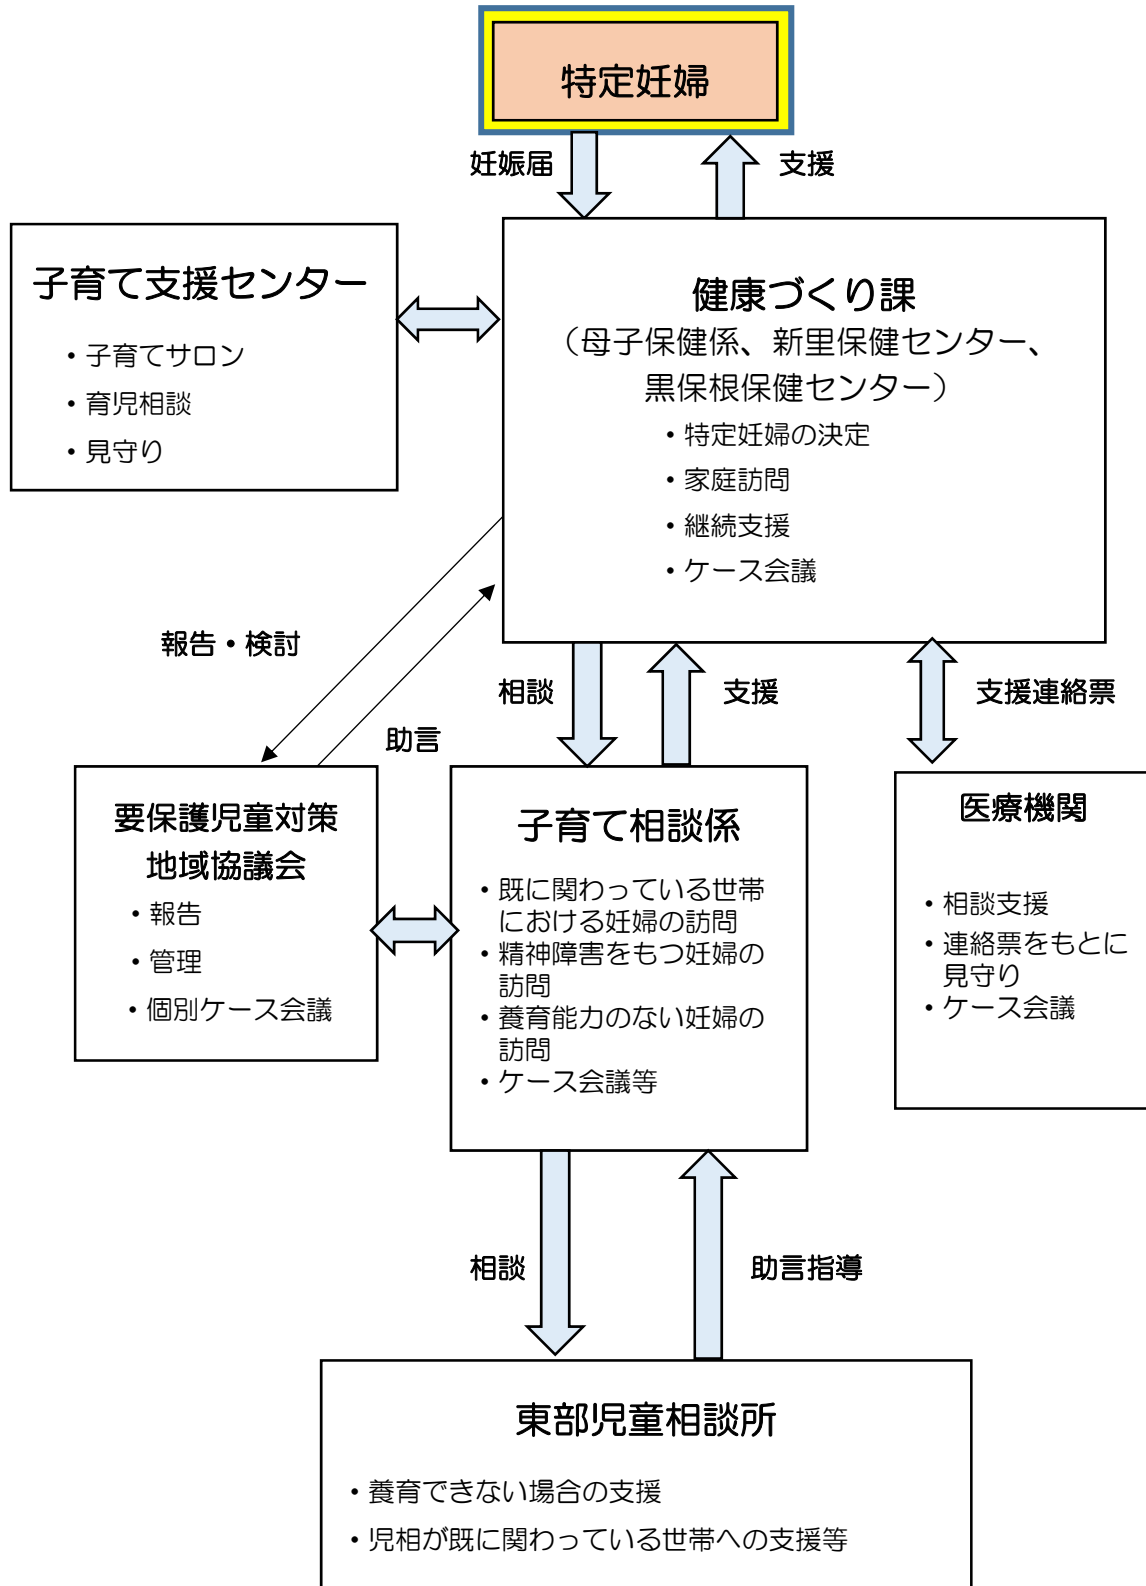 特定妊婦
妊娠届
支援
子育て支援センター
・子育てサロン
・育児相談
・見守り
健康づくり課
（母子保健係、新里保健センター、
黒保根保健センター）
・特定妊婦の決定
・家庭訪問
・継続支援
・ケース会議
報告・検討
助言
相談
支援
支援連絡票
要保護児童対策
地域協議会
・報告
・管理
・個別ケース会議
子育て相談係
・既に関わっている世帯
における妊婦の訪問
・精神障害をもつ妊婦の
訪問
・養育能力のない妊婦の
訪問
・ケース会議等
医療機関
・相談支援
・連絡票をもとに
見守り
・ケース会議
相談
助言指導
東部児童相談所
・養育できない場合の支援
・児相が既に関わっている世帯への支援等